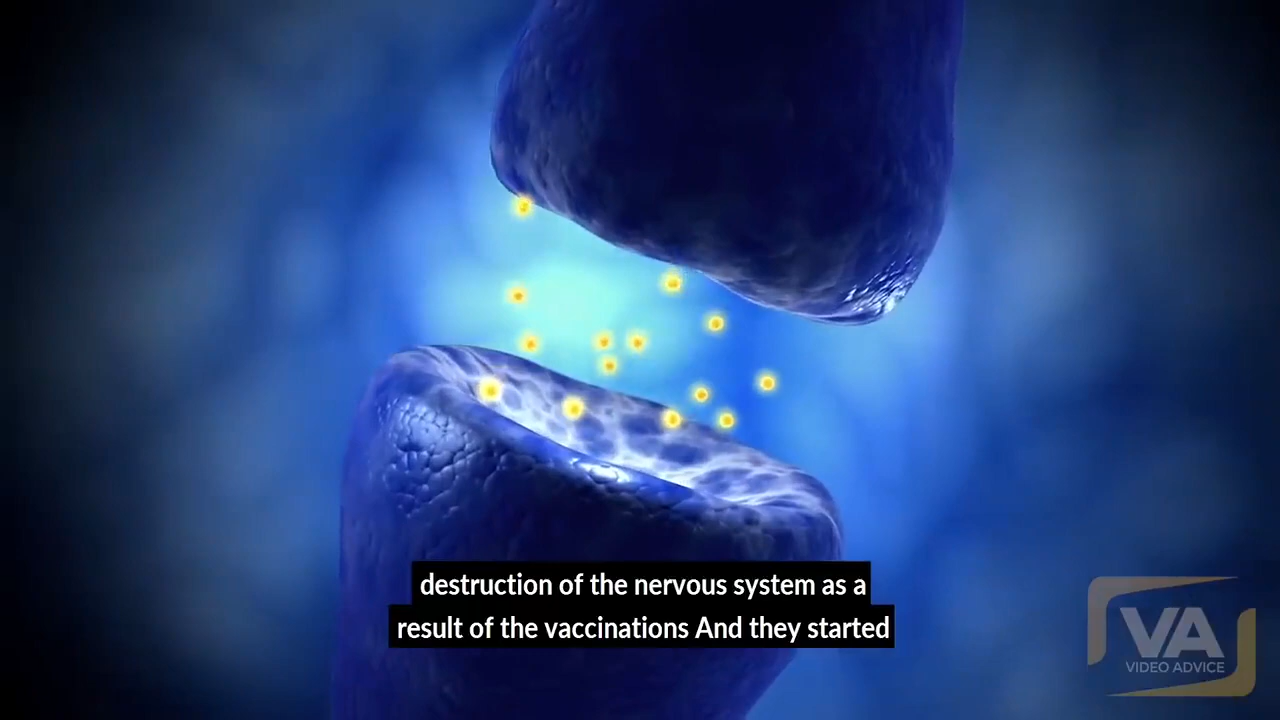 destruction of the nervous system as a
result of the vaccinations And they started
VA
VIDEO ADVICE